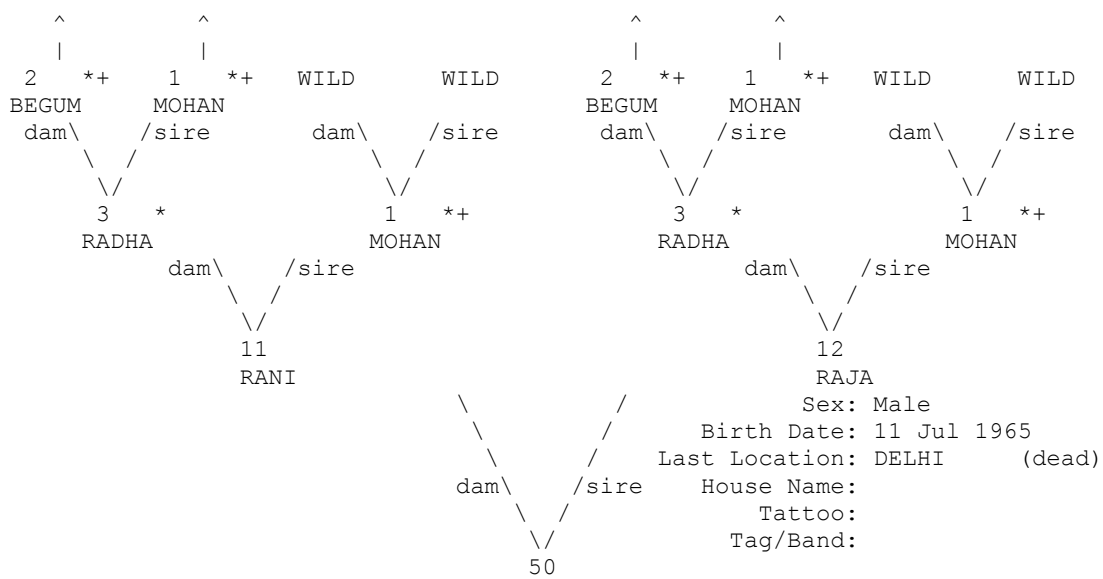 ^ ^ ^ ^
| | | |
2 *+ 1 *+ WILD WILD 2 *+ 1 *+ WILD WILD
BEGUM MOHAN BEGUM MOHAN
dam\ /sire dam\ /sire dam\ /sire dam\ /sire
\ / \ / \ / \ /
\/ \/ \/ \/
3 * 1 *+ 3 * 1 *+
RADHA MOHAN RADHA MOHAN
dam\ /sire dam\ /sire
\ / \ /
\/ \/
11 12
RANI RAJA
\ / Sex: Male
\ / Birth Date: 11 Jul 1965
\ / Last Location: DELHI (dead)
dam\ /sire House Name:
\ / Tattoo:
\/ Tag/Band:
50